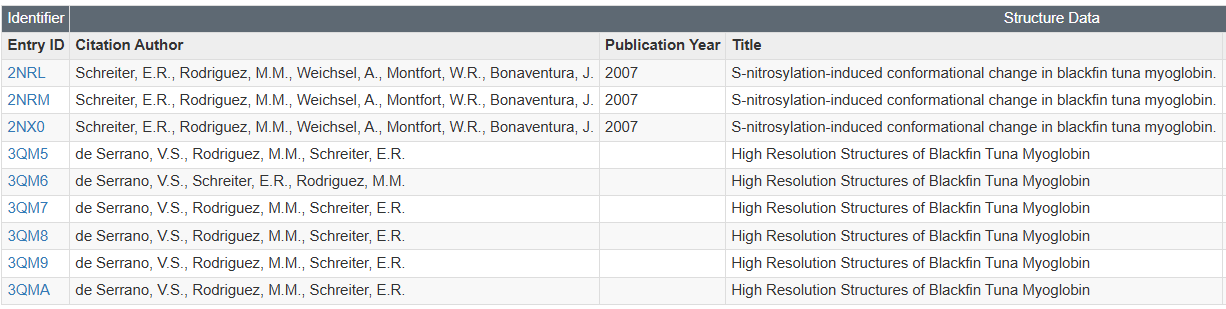 Identifier Structure Data
Entry ID Citation Author Publication Year Title
2NRL Schreiter, E.R., Rodriguez, M.M., Weichsel, A., Montfort, W.R., Bonaventura, J. 2007 S-nitrosylation-induced conformational change in blackfin tuna myoglobin.
2NRM Schreiter, E.R., Rodriguez, M.M., Weichsel, A., Montfort, W.R., Bonaventura, J. 2007 S-nitrosylation-induced conformational change in blackfin tuna myoglobin.
2NX0 Schreiter, E.R., Rodriguez, M.M., Weichsel, A., Montfort, W.R., Bonaventura, J. 2007 S-nitrosylation-induced conformational change in blackfin tuna myoglobin.
3QM5 de Serrano, V.S., Rodriguez, M.M., Schreiter, E.R. High Resolution Structures of Blackfin Tuna Myoglobin
3QM6 de Serrano, V.S., Schreiter, E.R., Rodriguez, M.M. High Resolution Structures of Blackfin Tuna Myoglobin
3QM7 de Serrano, V.S., Rodriguez, M.M., Schreiter, E.R. High Resolution Structures of Blackfin Tuna Myoglobin
3QM8 de Serrano, V.S., Rodriguez, M.M., Schreiter, E.R. High Resolution Structures of Blackfin Tuna Myoglobin
3QM9 de Serrano, V.S., Rodriguez, M.M., Schreiter, E.R. High Resolution Structures of Blackfin Tuna Myoglobin
3QMA de Serrano, V.S., Rodriguez, M.M., Schreiter, E.R. High Resolution Structures of Blackfin Tuna Myoglobin